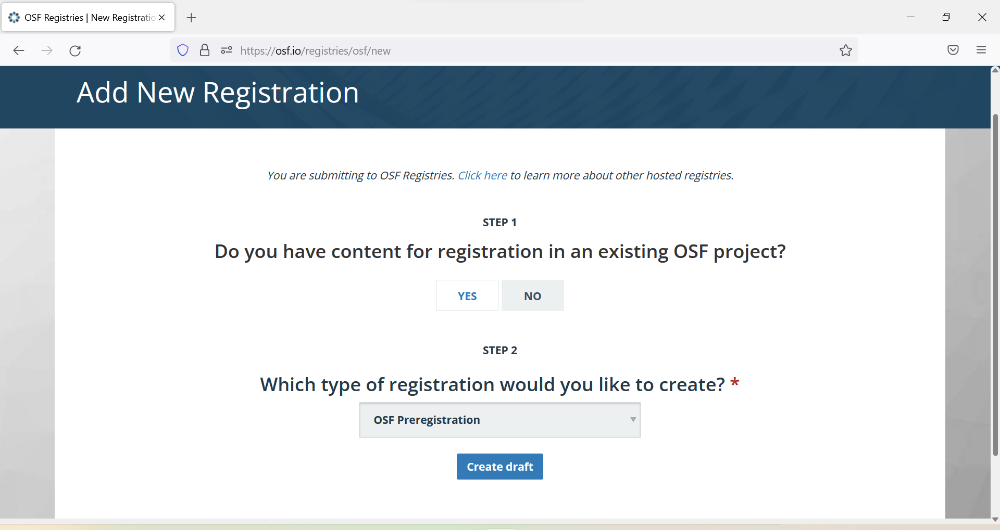 OSF Registries | New Registratio
https://osf.io/registries/osf/new
Add New Registration
You are submitting to OSF Registries. Click here to learn more about other hosted registries.
STEP 1
Do you have content for registration in an existing OSF project?
YES NO
STEP 2
Which type of registration would you like to create? *
OSF Preregistration
Create draft